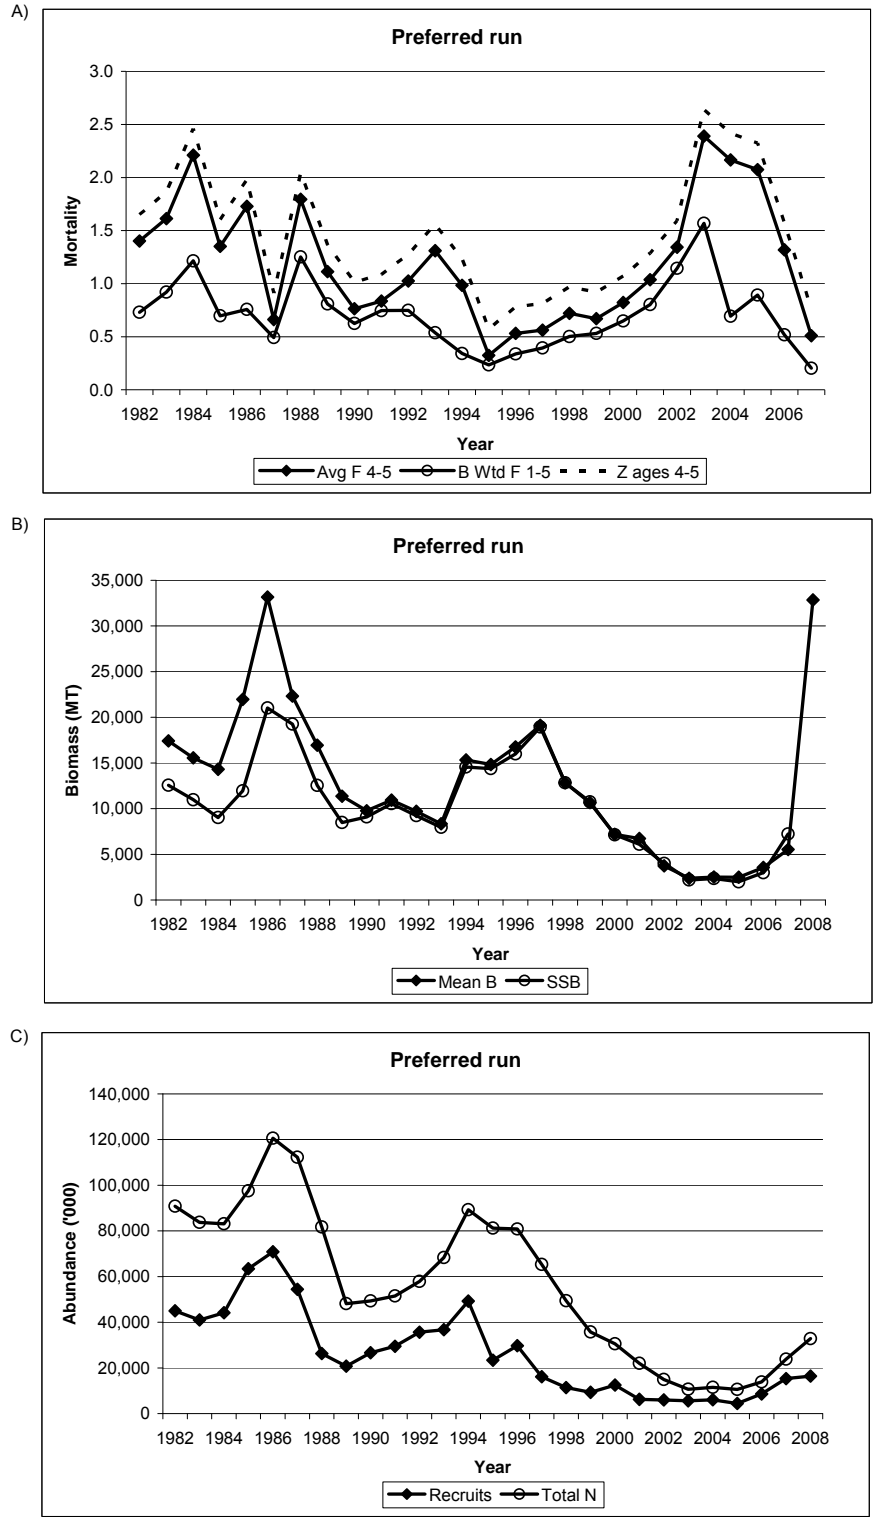 A)
Preferred run
3.0
2.5
2.0
1.5
1.0
0.5
0.0
Mortality
1982 1984 1986 1988 1990 1992 1994 1996 1998 2000 2002 2004 2006
Year
Avg F 4-5 B Wtd F 1-5 Z ages 4-5
B)
Preferred run
35,000
30,000
25,000
20,000
15,000
10,000
5,000
0
Biomass (MT)
1982 1984 1986 1988 1990 1992 1994 1996 1998 2000 2002 2004 2006 2008
Year
Mean B SSB
C)
Preferred run
140,000
120,000
100,000
80,000
60,000
40,000
20,000
0
Abundance ('000)
1982 1984 1986 1988 1990 1992 1994 1996 1998 2000 2002 2004 2006 2008
Year
Recruits Total N